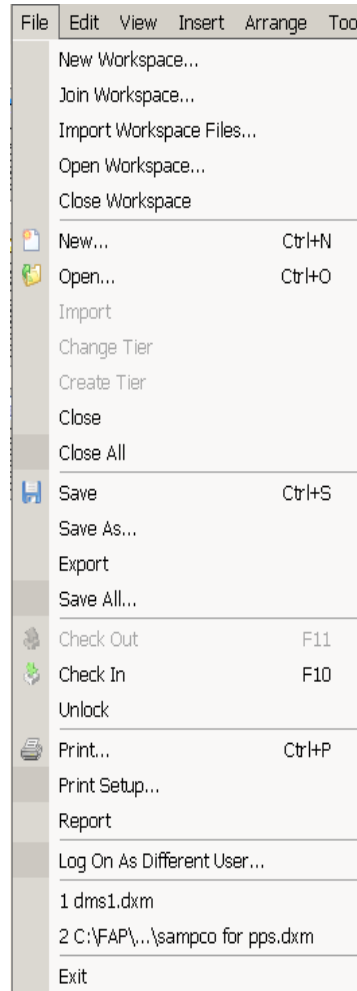 File Edit View Insert Arrange Too
New Workspace...
Join Workspace...
Import Workspace Files...
Open Workspace...
Close Workspace
New... Ctrl+N
Open... Ctrl+O
Import
Change Tier
Create Tier
Close
Close All
Save Ctrl+S
Save As...
Export
Save All...
Check Out F11
Check In F10
Unlock
Print... Ctrl+P
Print Setup...
Report
Log On As Different User...
1 dms1.dxm
2 C:\FAP\...\sampco for pps.dxm
Exit